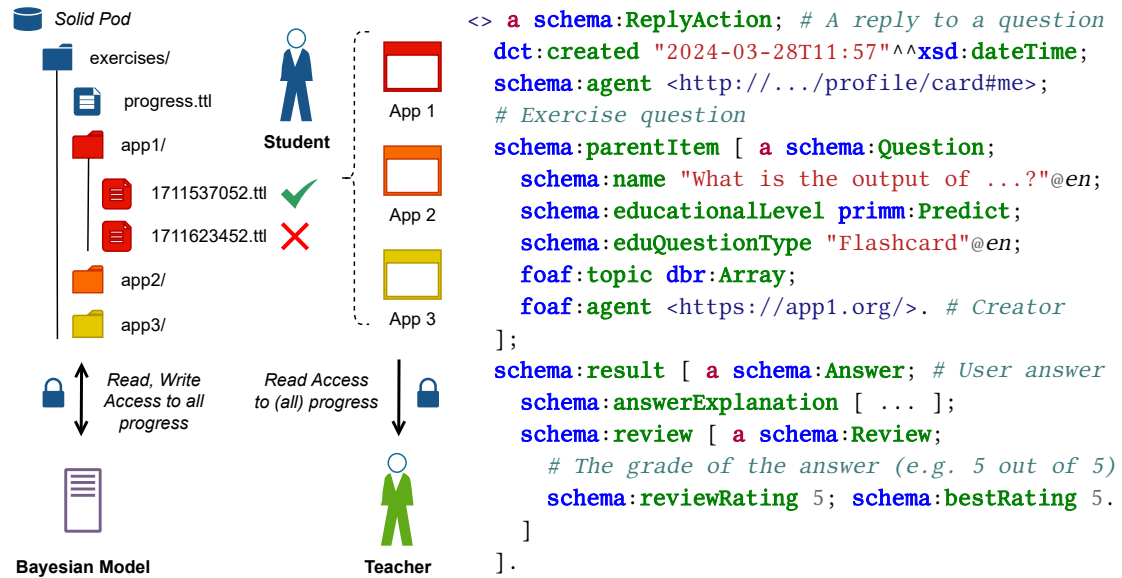 Solid Pod
exercises/
progress.ttl
app1/
1711537052.ttl
1711623452.ttl
app2/
app3/
Student
App 1
App 2
App 3
Read, Write
Access to all
progress
Read Access
to (all) progress
Bayesian Model
Teacher
<> a schema:ReplyAction; # A reply to a question
dct:created "2024-03-28T11:57"^^xsd:dateTime;
schema:agent <http://.../profile/card#me>;
# Exercise question
schema:parentItem [ a schema:Question;
schema:name "What is the output of ...?"@en;
schema:educationalLevel primm:Predict;
schema:eduQuestionType "Flashcard"@en;
foaf:topic dbr:Array;
foaf:agent <https://app1.org/>. # Creator
];
schema:result [ a schema:Answer; # User answer
schema:answerExplanation [ ... ];
schema:review [ a schema:Review;
# The grade of the answer (e.g. 5 out of 5)
schema:reviewRating 5; schema:bestRating 5.
]
].